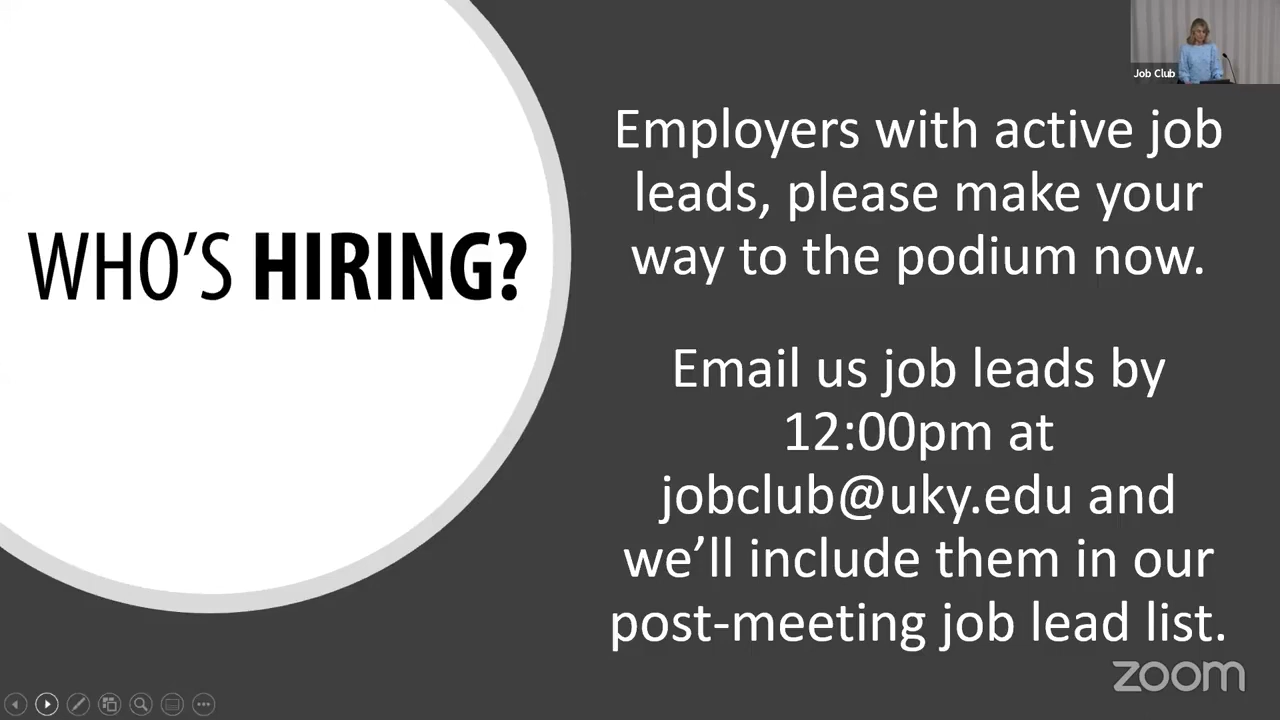 Job Club
WHO'S HIRING?
Employers with active job
leads, please make your
way to the podium now.
Email us job leads by
12:00pm at
jobclub@uky.edu and
we'll include them in our
post-meeting job lead list.
zoom